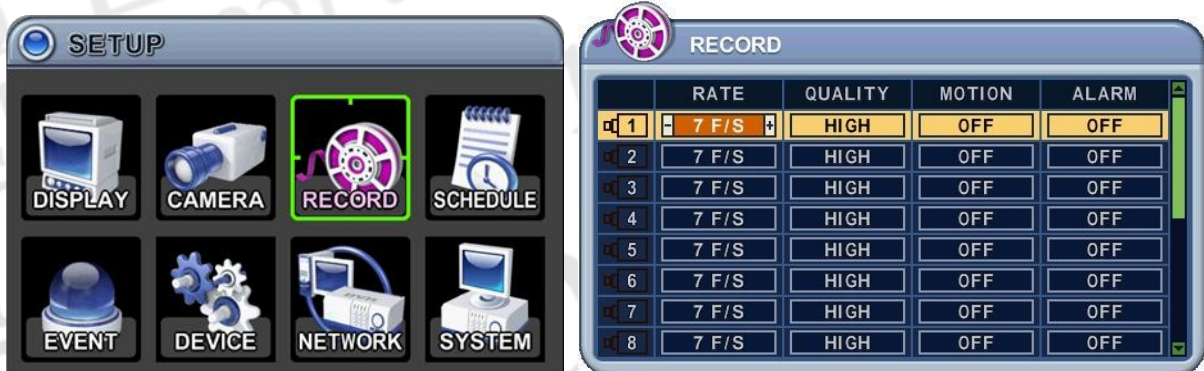 SETUP
DISPLAY CAMERA RECORD SCHEDULE
EVENT DEVICE NETWORK SYSTEM
RECORD
RATE QUALITY MOTION ALARM
1 - 7 F/S + HIGH OFF OFF
2 7 F/S HIGH OFF OFF
3 7 F/S HIGH OFF OFF
4 7 F/S HIGH OFF OFF
5 7 F/S HIGH OFF OFF
6 7 F/S HIGH OFF OFF
7 7 F/S HIGH OFF OFF
8 7 F/S HIGH OFF OFF